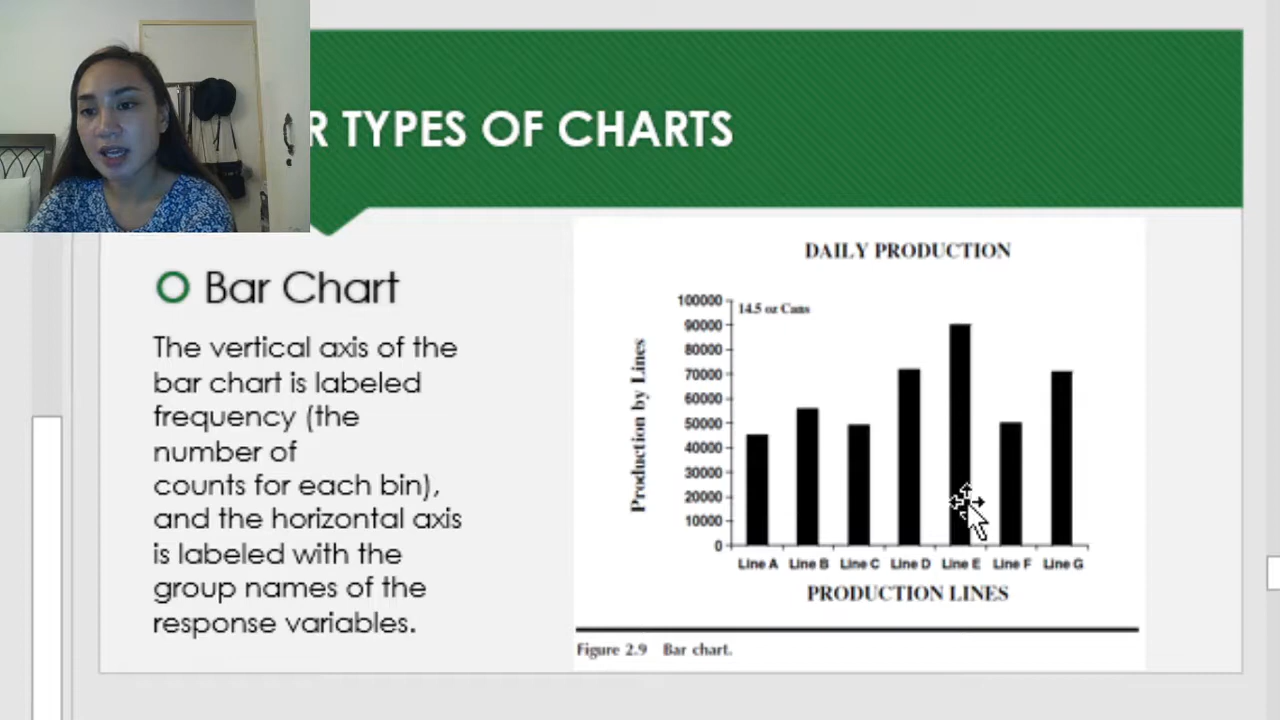 R TYPES OF CHARTS
Bar Chart
The vertical axis of the
bar chart is labeled
frequency (the
number of
counts for each bin),
and the horizontal axis
is labeled with the
group names of the
response variables.
DAILY PRODUCTION
14.5 oz Cans
Production by Lines
100000
90000
80000
70000
60000
50000
40000
30000
20000
10000
0
Line A Line B Line C Line D Line E Line F Line G
PRODUCTION LINES
Figure 2.9 Bar chart.